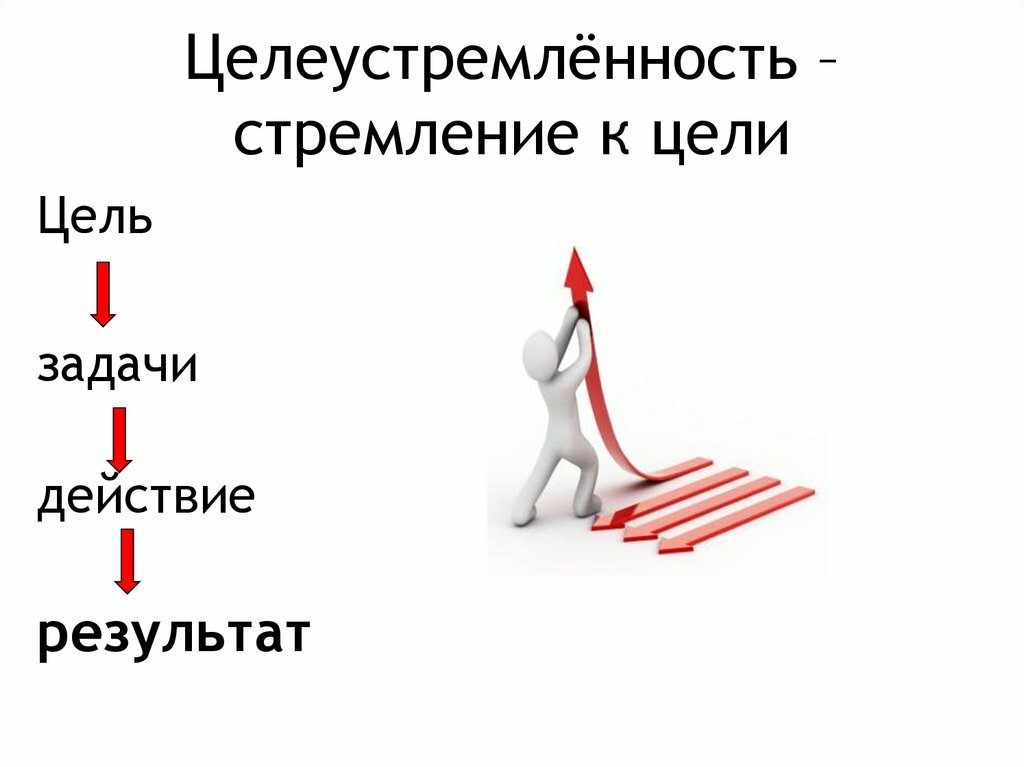 Целеустремлённость –
стремление к цели
Цель
задачи
действие
результат